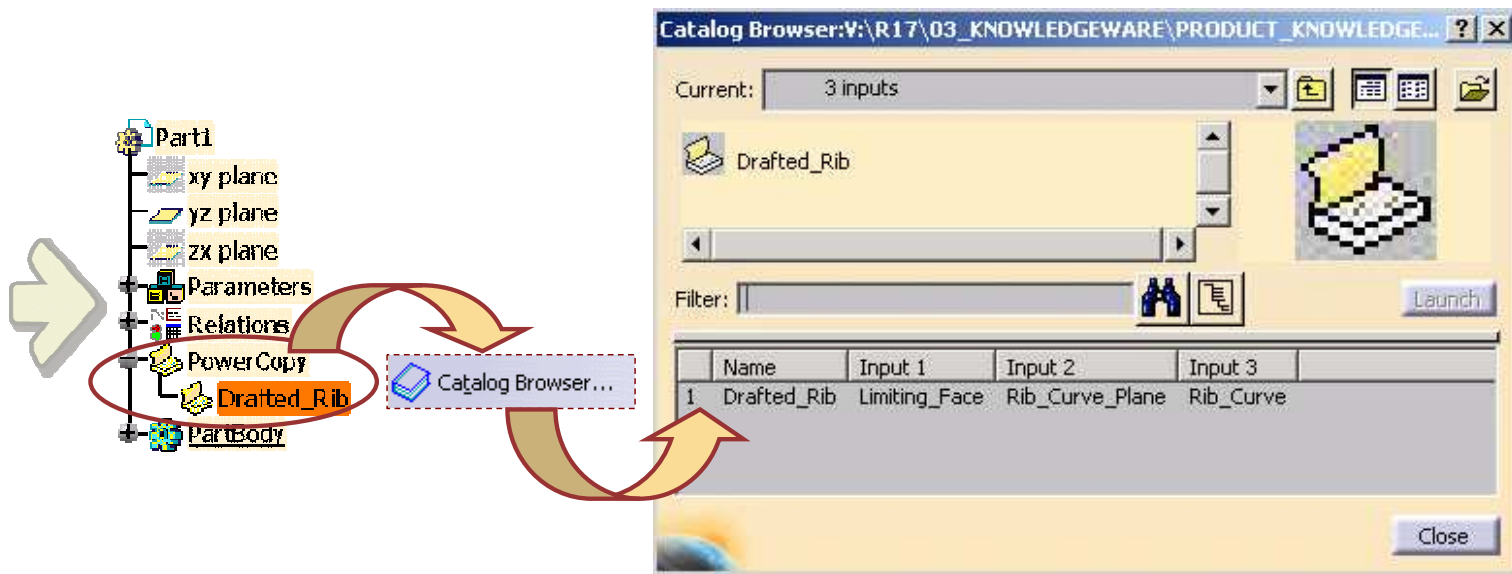 Part1
xy plane
yz plane
zx plane
Parameters
Relations
PowerCopy
Drafted_Rib
PartBody
Catalog Browser...
Catalog Browser:V:\R17\03_KNOWLEDGEWARE\PRODUCT_KNOWLEDGE...
Current: 3 inputs
Drafted_Rib
Filter:
Launch
Name Input 1 Input 2 Input 3
1 Drafted_Rib Limiting_Face Rib_Curve_Plane Rib_Curve
Close